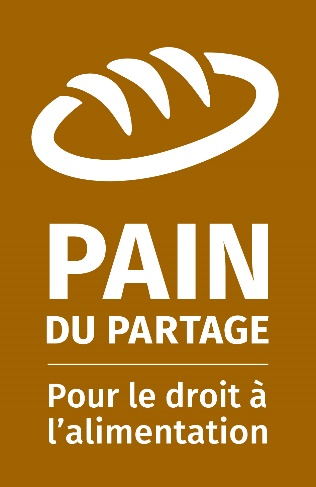 PAIN
DU PARTAGE
Pour le droit à
l’alimentation